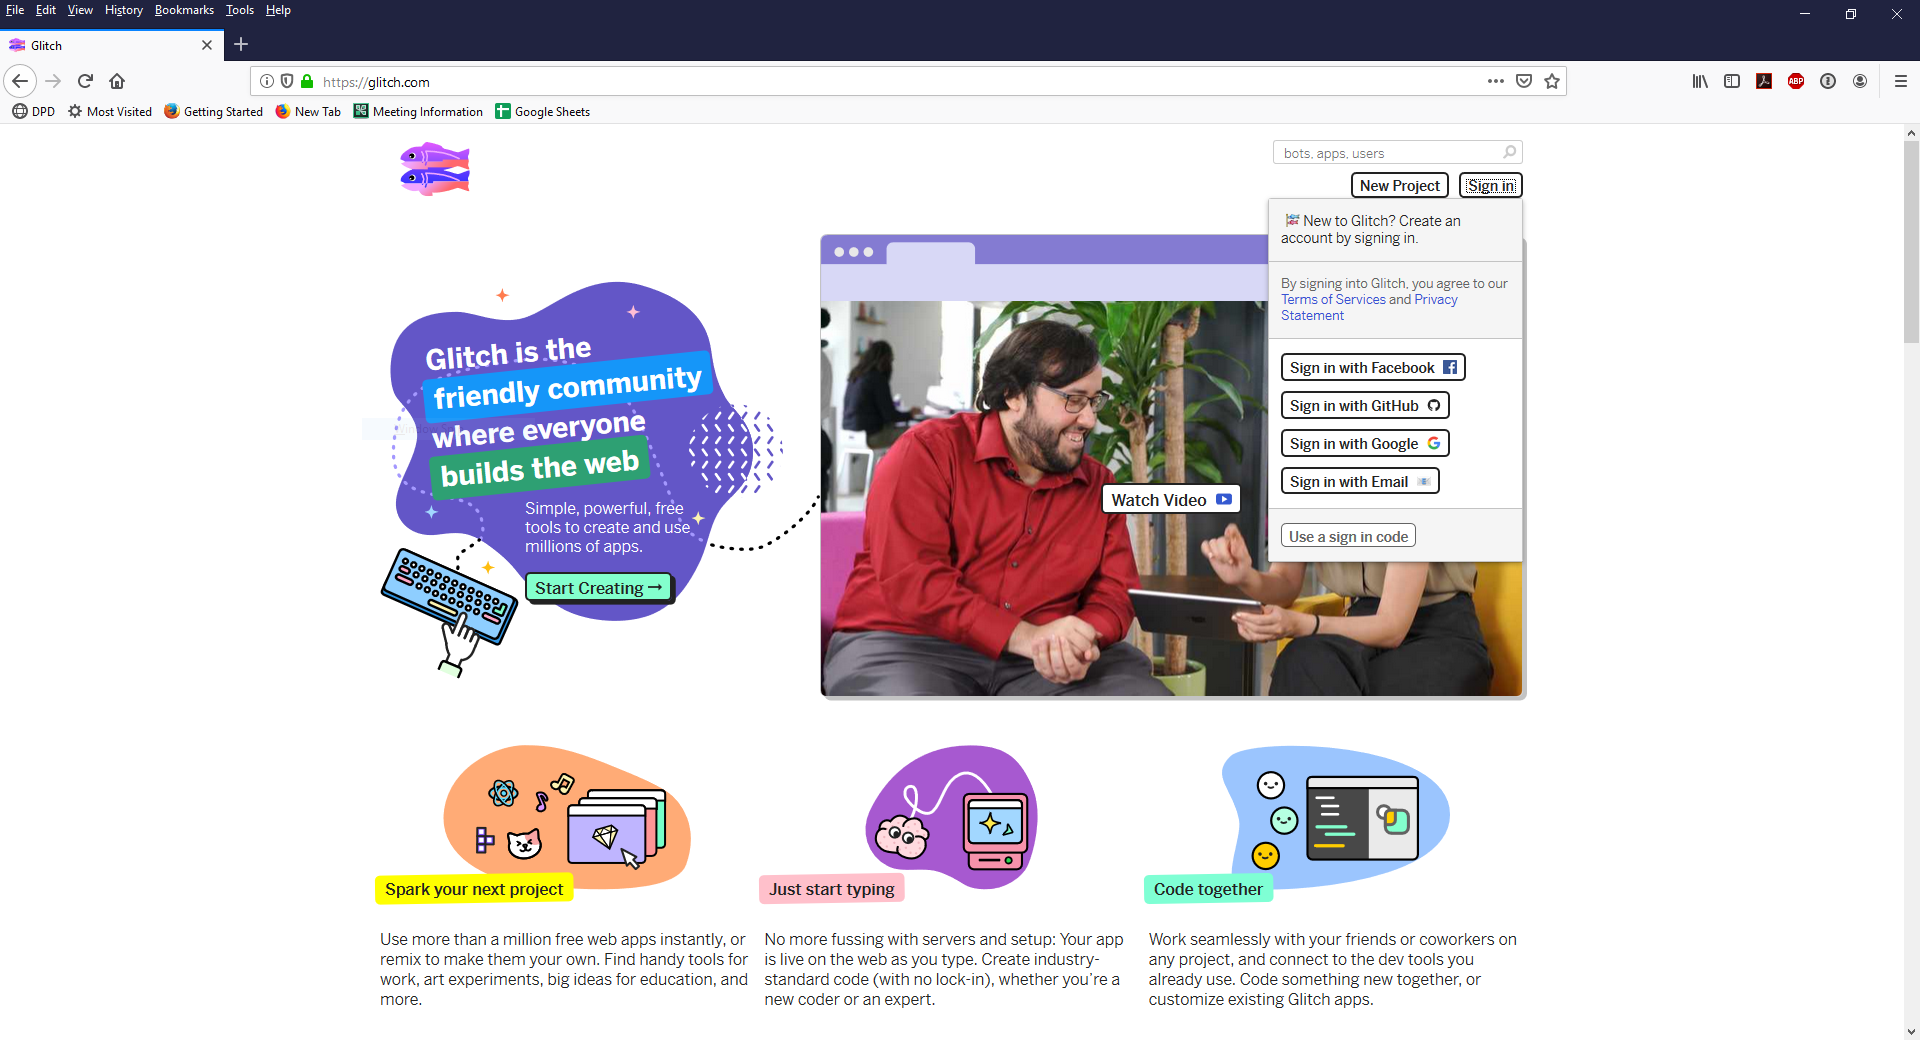 File Edit View History Bookmarks Tools Help
Glitch
https://glitch.com
DPD Most Visited Getting Started New Tab Meeting Information Google Sheets
ABP
bots, apps, users
New Project Sign in
New to Glitch? Create an
account by signing in.
By signing into Glitch, you agree to our
Terms of Services and Privacy
Statement
Sign in with Facebook
Sign in with GitHub
Sign in with Google
Sign in with Email
Use a sign in code
Glitch is the
friendly community
where everyone
builds the web
Simple, powerful, free
tools to create and use
millions of apps.
Start Creating →
Watch Video
Spark your next project
Use more than a million free web apps instantly, or
remix to make them your own. Find handy tools for
work, art experiments, big ideas for education, and
more.
Just start typing
No more fussing with servers and setup: Your app
is live on the web as you type. Create industry-
standard code (with no lock-in), whether you’re a
new coder or an expert.
Code together
Work seamlessly with your friends or coworkers on
any project, and connect to the dev tools you
already use. Code something new together, or
customize existing Glitch apps.